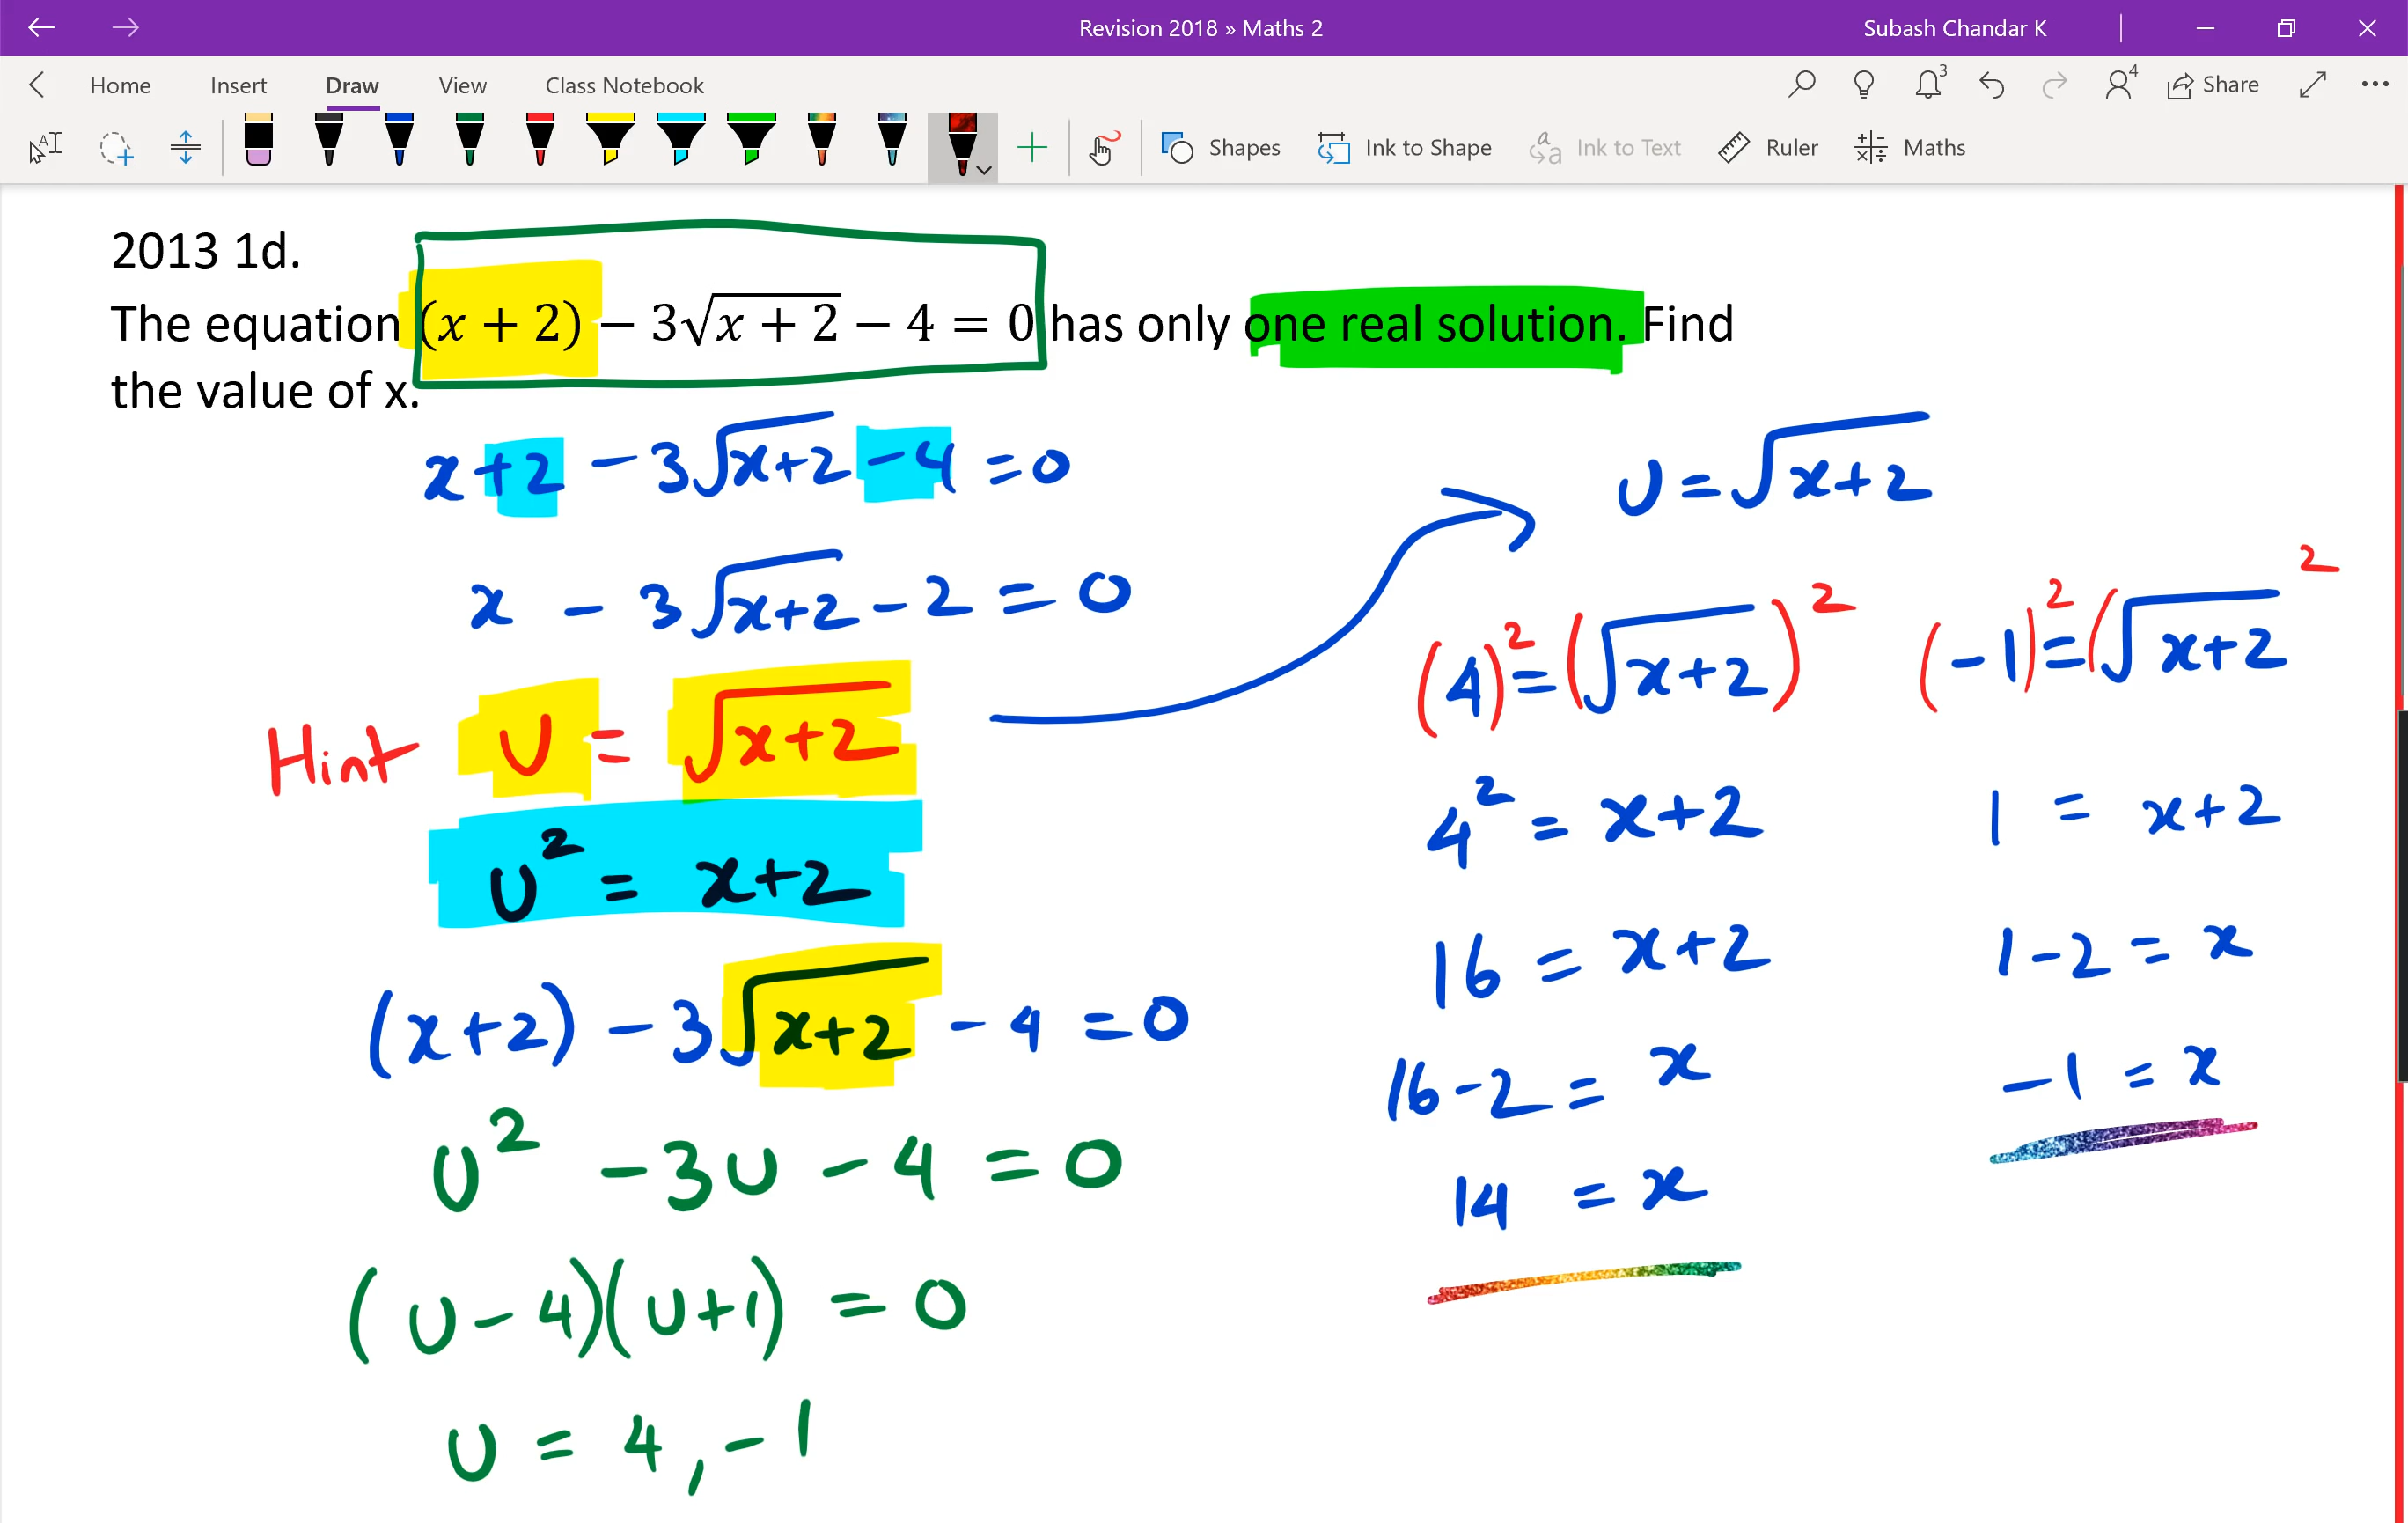 Revision 2018 » Maths 2
Subash Chandar K
Home Insert Draw View Class Notebook
3
4
Share
Shapes Ink to Shape Ink to Text Ruler Maths
2013 1d.
The equation (x + 2) − 3√(x + 2) − 4 = 0 has only one real solution. Find
the value of x.
x + 2 − 3√(x+2) − 4 = 0
x − 3√(x+2) − 2 = 0
Hint U = √(x+2)
U² = x+2
(x+2) − 3√(x+2) − 4 = 0
U² − 3U − 4 = 0
(U − 4)(U + 1) = 0
U = 4, −1
U = √(x+2)
(4)² = (√(x+2))²
4² = x+2
16 = x+2
16 − 2 = x
14 = x
(−1)² = (√(x+2))²
1 = x+2
1 − 2 = x
−1 = x